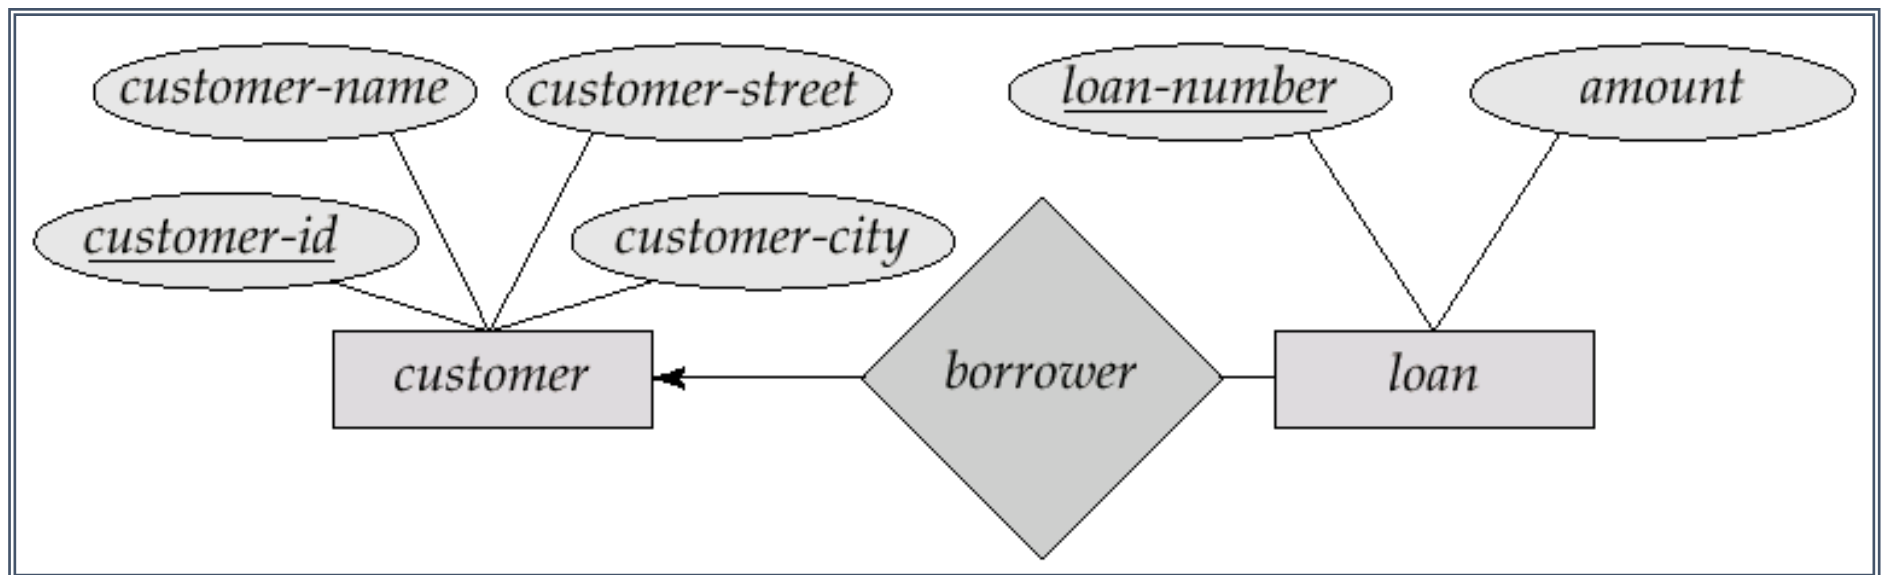 customer-name
customer-street
loan-number
amount
customer-id
customer-city
customer
borrower
loan